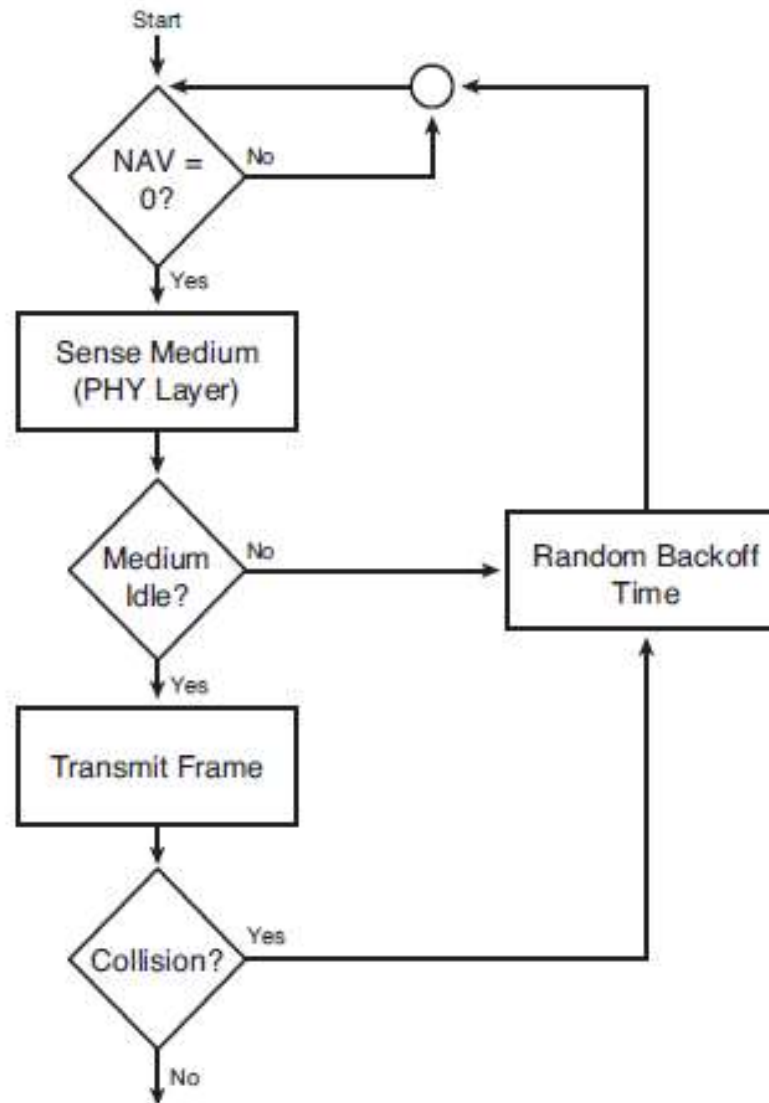 Start
NAV =
0?
No
Yes
Sense Medium
(PHY Layer)
Medium
Idle?
No
Random Backoff
Time
Yes
Transmit Frame
Collision?
Yes
No